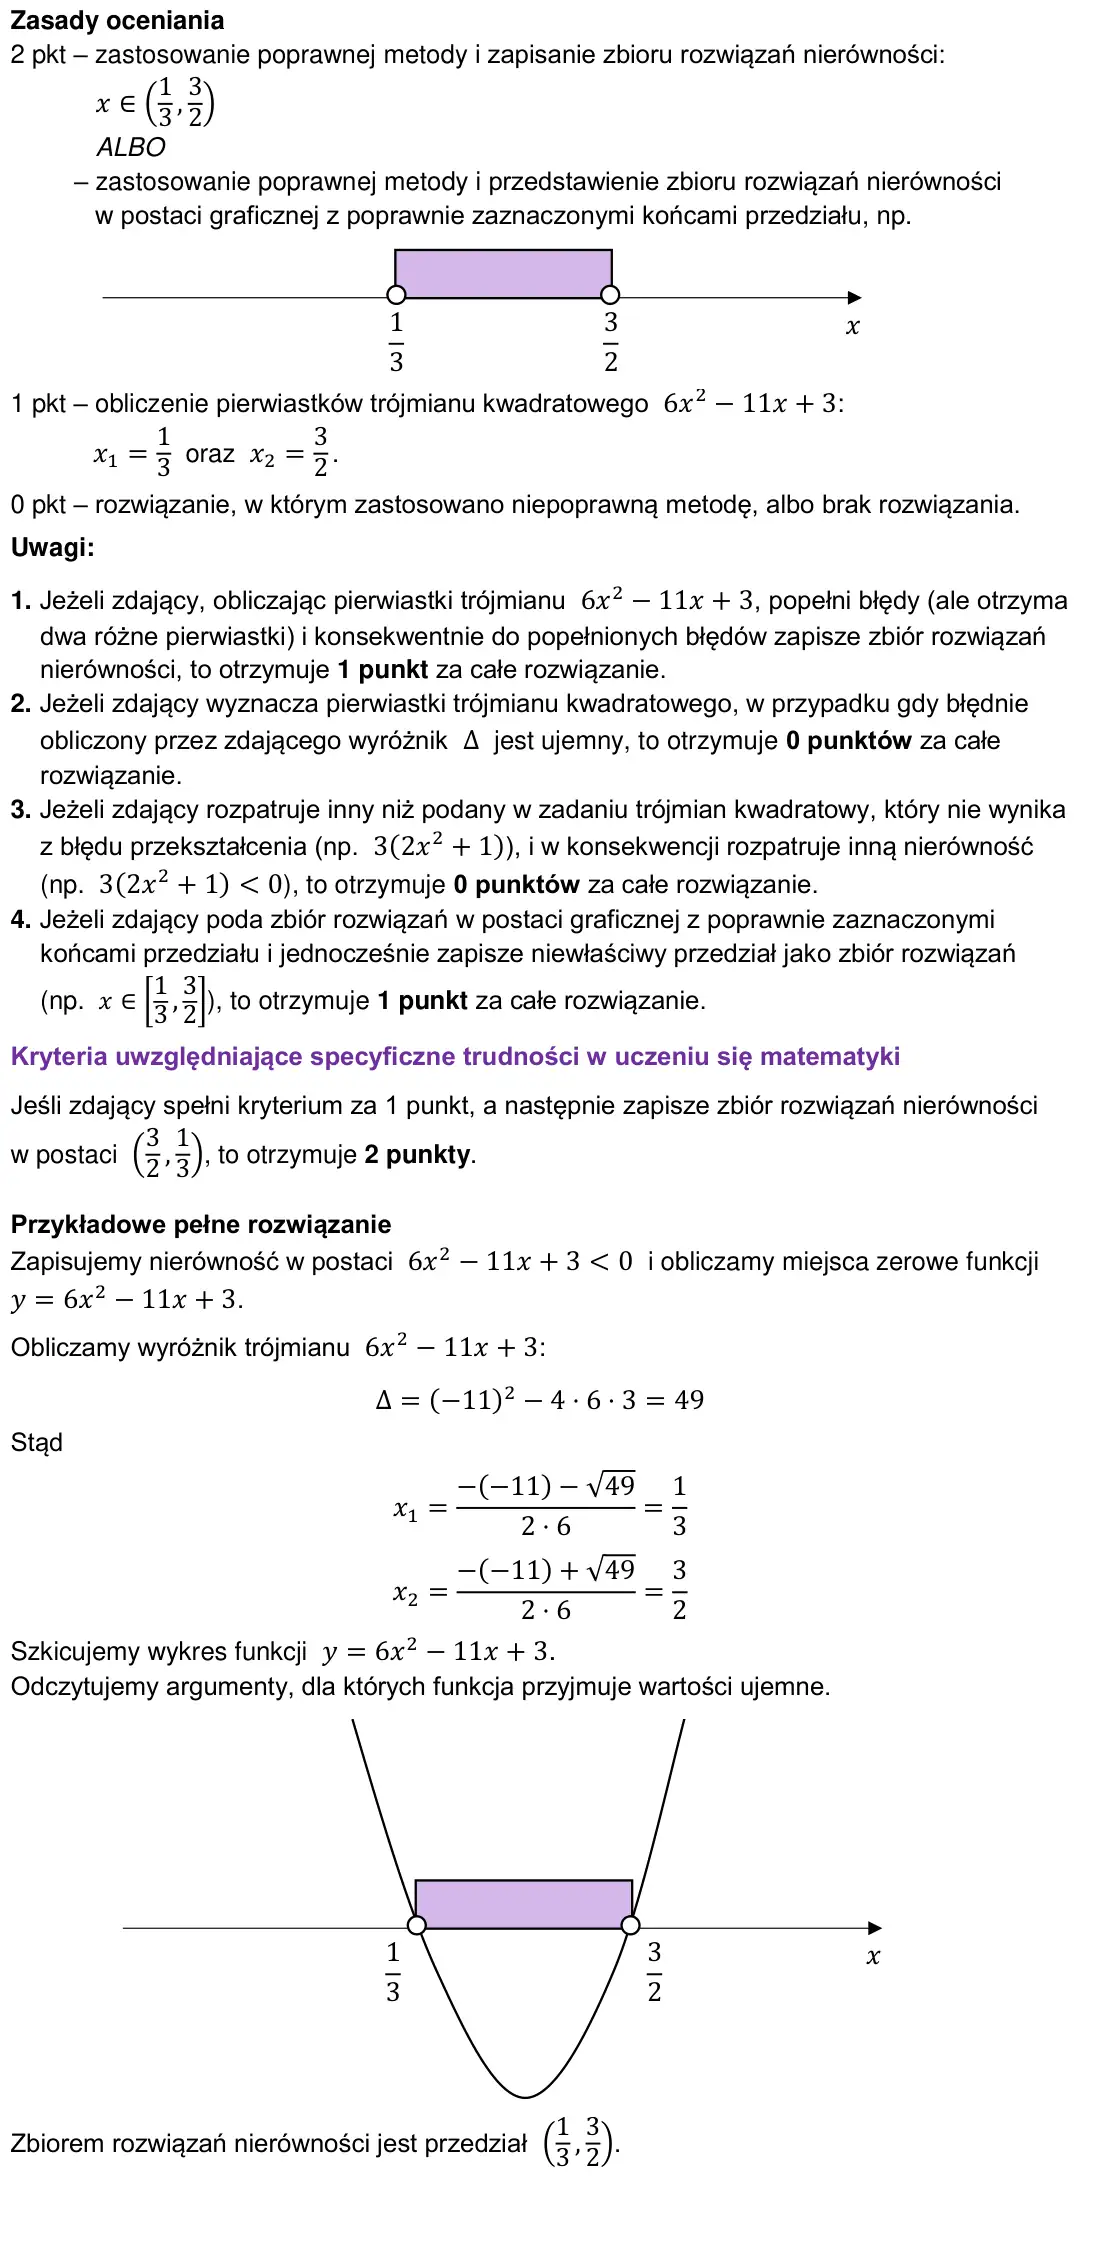 Zasady oceniania
2 pkt – zastosowanie poprawnej metody i zapisanie zbioru rozwiązań nierówności:
x ∈ (1/3, 3/2)
ALBO
– zastosowanie poprawnej metody i przedstawienie zbioru rozwiązań nierówności
w postaci graficznej z poprawnie zaznaczonymi końcami przedziału, np.
1/3 3/2 x
1 pkt – obliczenie pierwiastków trójmianu kwadratowego 6x² − 11x + 3:
x₁ = 1/3 oraz x₂ = 3/2.
0 pkt – rozwiązanie, w którym zastosowano niepoprawną metodę, albo brak rozwiązania.
Uwagi:
1. Jeżeli zdający, obliczając pierwiastki trójmianu 6x² − 11x + 3, popełni błędy (ale otrzyma
dwa różne pierwiastki) i konsekwentnie do popełnionych błędów zapisze zbiór rozwiązań
nierówności, to otrzymuje 1 punkt za całe rozwiązanie.
2. Jeżeli zdający wyznacza pierwiastki trójmianu kwadratowego, w przypadku gdy błędnie
obliczony przez zdającego wyróżnik Δ jest ujemny, to otrzymuje 0 punktów za całe
rozwiązanie.
3. Jeżeli zdający rozpatruje inny niż podany w zadaniu trójmian kwadratowy, który nie wynika
z błędu przekształcenia (np. 3(2x² + 1)), i w konsekwencji rozpatruje inną nierówność
(np. 3(2x² + 1) < 0), to otrzymuje 0 punktów za całe rozwiązanie.
4. Jeżeli zdający poda zbiór rozwiązań w postaci graficznej z poprawnie zaznaczonymi
końcami przedziału i jednocześnie zapisze niewłaściwy przedział jako zbiór rozwiązań
(np. x ∈ [1/3, 3/2]), to otrzymuje 1 punkt za całe rozwiązanie.
Kryteria uwzględniające specyficzne trudności w uczeniu się matematyki
Jeśli zdający spełni kryterium za 1 punkt, a następnie zapisze zbiór rozwiązań nierówności
w postaci (3/2, 1/3), to otrzymuje 2 punkty.
Przykładowe pełne rozwiązanie
Zapisujemy nierówność w postaci 6x² − 11x + 3 < 0 i obliczamy miejsca zerowe funkcji
y = 6x² − 11x + 3.
Obliczamy wyróżnik trójmianu 6x² − 11x + 3:
Δ = (−11)² − 4 · 6 · 3 = 49
Stąd
x₁ = (−(−11) − √49)/(2 · 6) = 1/3
x₂ = (−(−11) + √49)/(2 · 6) = 3/2
Szkicujemy wykres funkcji y = 6x² − 11x + 3.
Odczytujemy argumenty, dla których funkcja przyjmuje wartości ujemne.
1/3 3/2 x
Zbiorem rozwiązań nierówności jest przedział (1/3, 3/2).